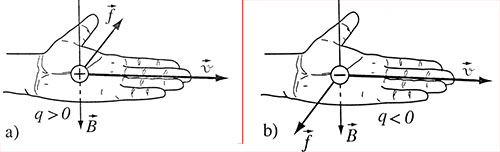 f⃗
+
v⃗
q > 0
B⃗
a)
−
v⃗
q < 0
B⃗
f⃗
b)